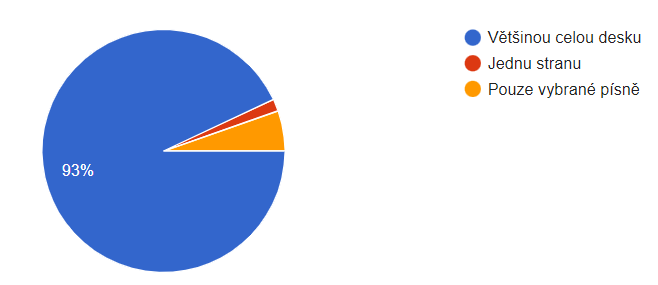 Většinou celou desku
Jednu stranu
Pouze vybrané písně
93%